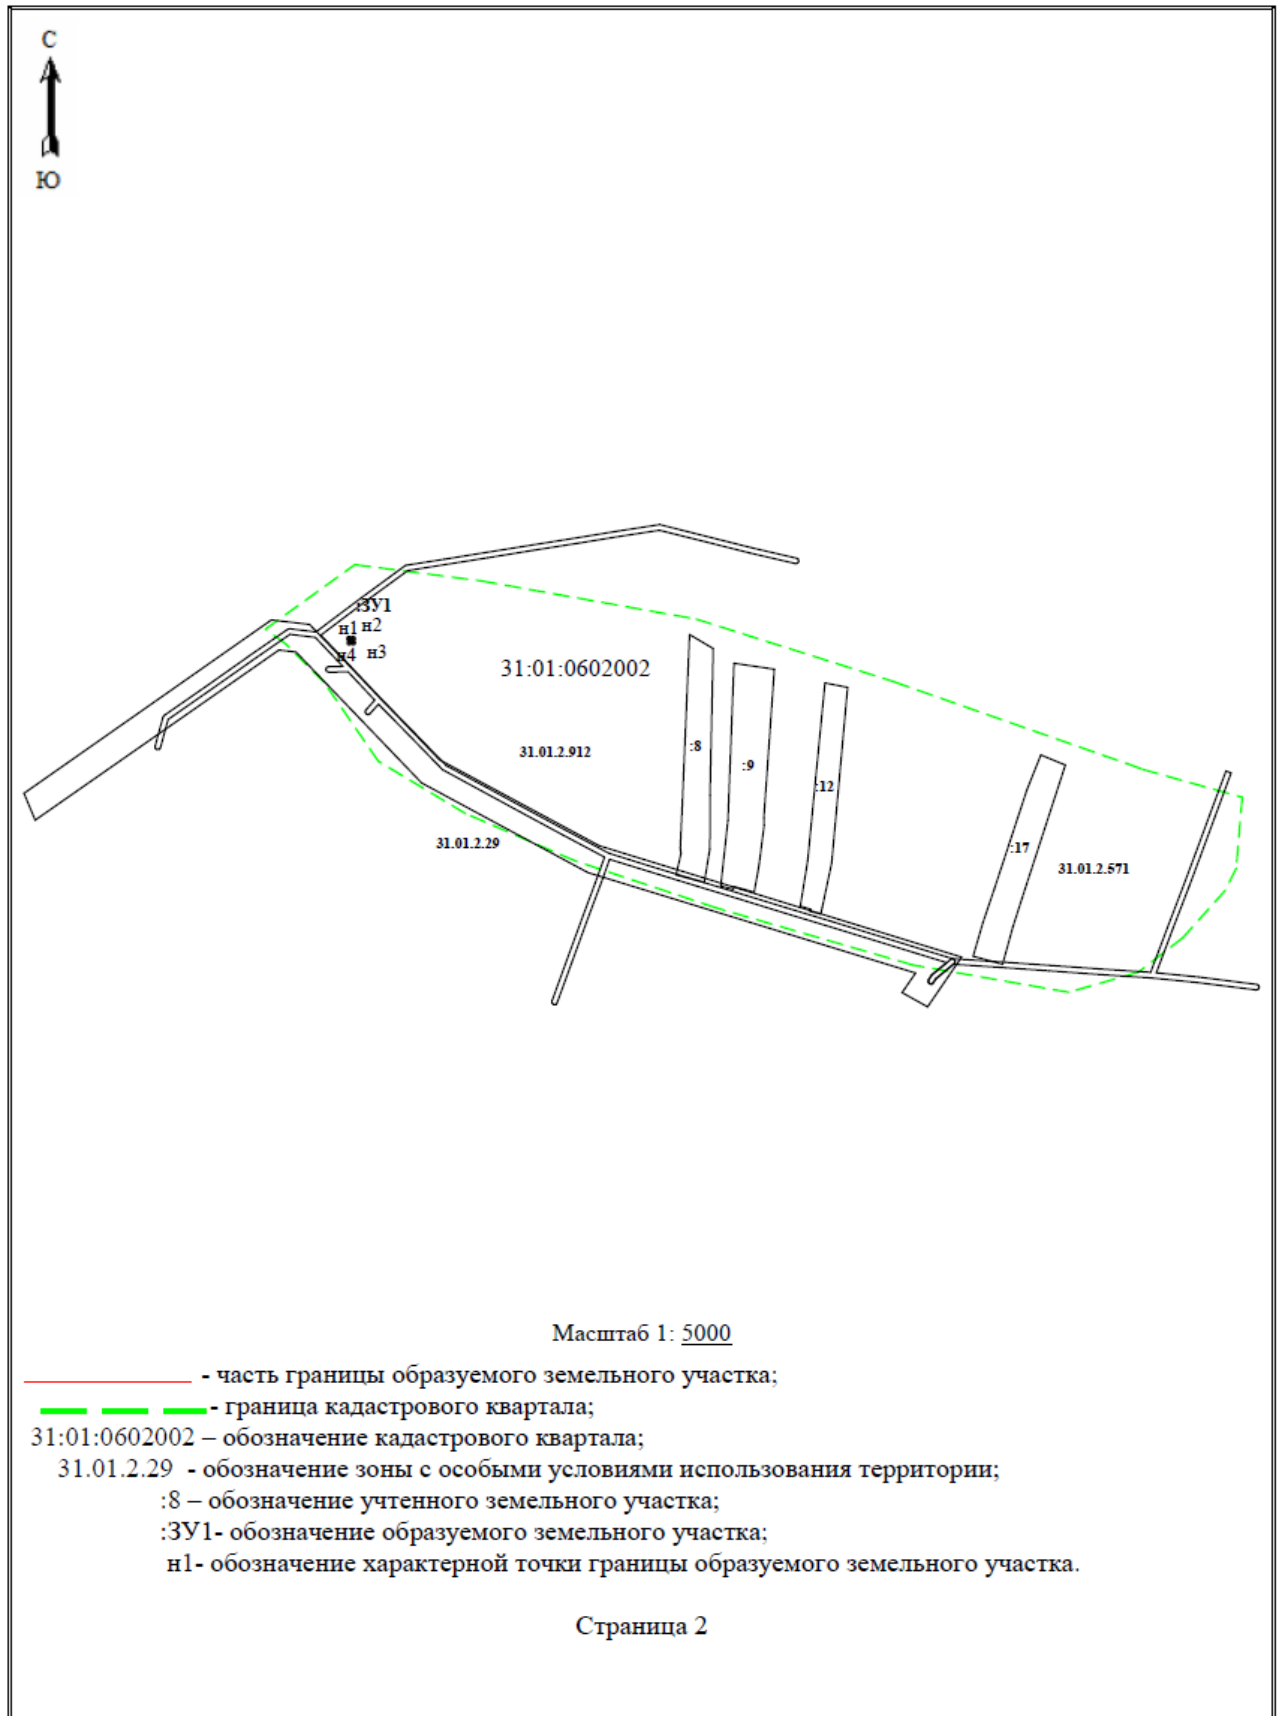 С
Ю
:ЗУ1
н1 н2
н4 н3
31:01:0602002
31.01.2.912
:8
:9
:12
31.01.2.29
:17
31.01.2.571
Масштаб 1: 5000
- часть границы образуемого земельного участка;
- граница кадастрового квартала;
31:01:0602002 – обозначение кадастрового квартала;
31.01.2.29 - обозначение зоны с особыми условиями использования территории;
:8 – обозначение учтенного земельного участка;
:ЗУ1- обозначение образуемого земельного участка;
н1- обозначение характерной точки границы образуемого земельного участка.
Страница 2